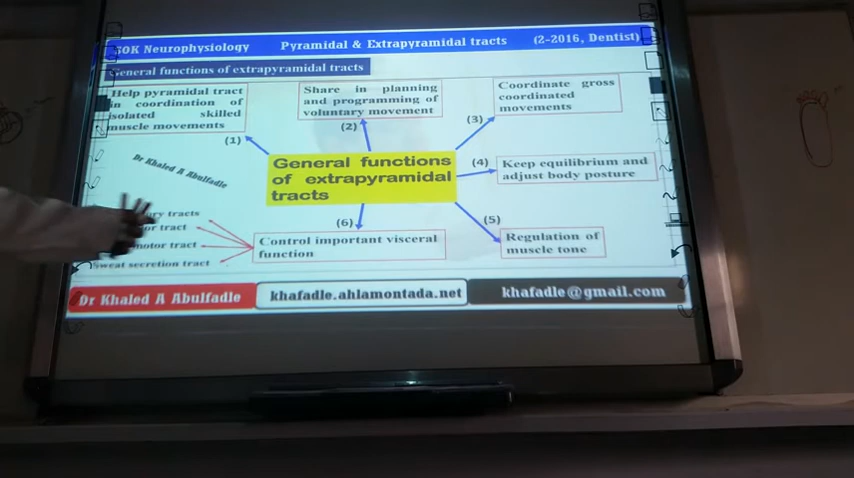 SOK Neurophysiology Pyramidal & Extrapyramidal tracts (2-2016, Dentist)
General functions of extrapyramidal tracts
Help pyramidal tract
in coordination of
isolated skilled
muscle movements
(1)
Share in planning
and programming of
voluntary movement
(2)
Coordinate gross
coordinated
movements
(3)
Dr Khaled A Abulfadle
General functions
of extrapyramidal
tracts
(4)
Keep equilibrium and
adjust body posture
(5)
Regulation of
muscle tone
(6)
Control important visceral
function
tracts
tract
tract
Sweat secretion tract
Dr Khaled A Abulfadle khafadle.ahlamontada.net khafadle@gmail.com